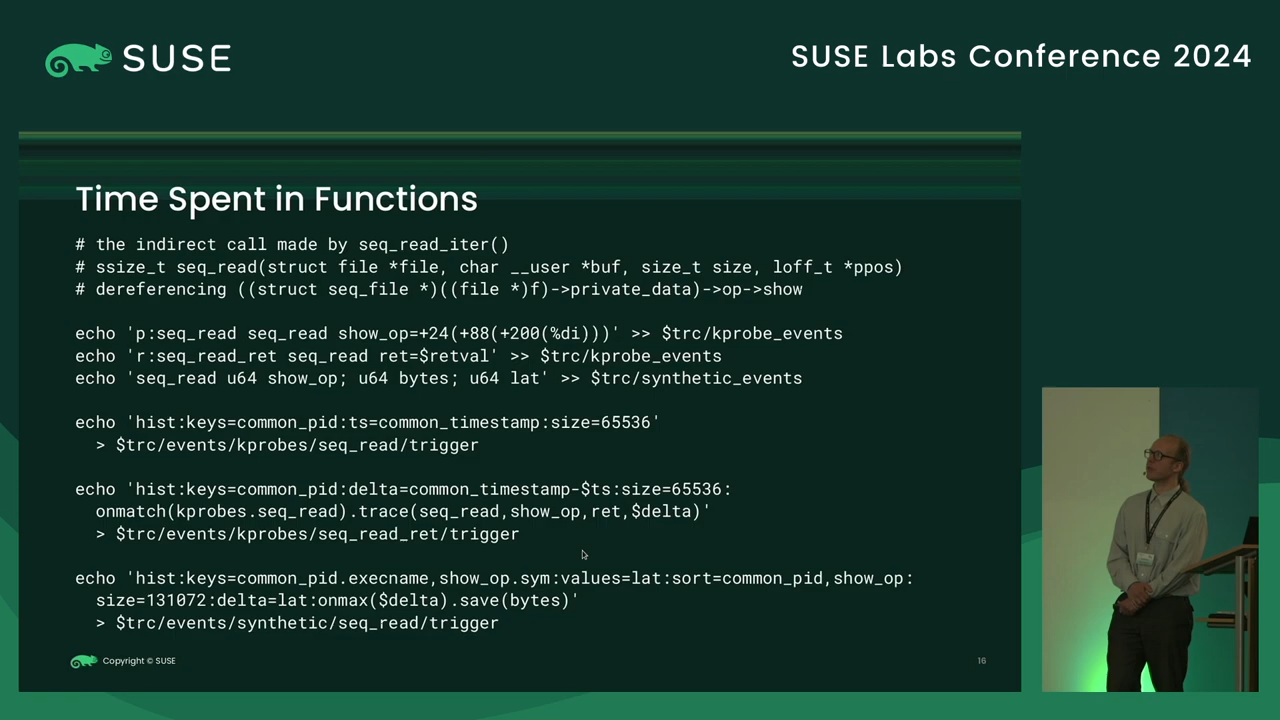 SUSE
SUSE Labs Conference 2024
Time Spent in Functions
# the indirect call made by seq_read_iter()
# ssize_t seq_read(struct file *file, char __user *buf, size_t size, loff_t *ppos)
# dereferencing ((struct seq_file *)((file *)f)->private_data)->op->show
echo 'p:seq_read seq_read show_op=+24(+88(+200(%di)))' >> $trc/kprobe_events
echo 'r:seq_read_ret seq_read ret=$retval' >> $trc/kprobe_events
echo 'seq_read u64 show_op; u64 bytes; u64 lat' >> $trc/synthetic_events
echo 'hist:keys=common_pid:ts=common_timestamp:size=65536'
> $trc/events/kprobes/seq_read/trigger
echo 'hist:keys=common_pid:delta=common_timestamp-$ts:size=65536:
onmatch(kprobes.seq_read).trace(seq_read,show_op,ret,$delta)'
> $trc/events/kprobes/seq_read_ret/trigger
echo 'hist:keys=common_pid.execname,show_op.sym:values=lat:sort=common_pid,show_op:
size=131072:delta=lat:onmax($delta).save(bytes)'
> $trc/events/synthetic/seq_read/trigger
Copyright © SUSE
16